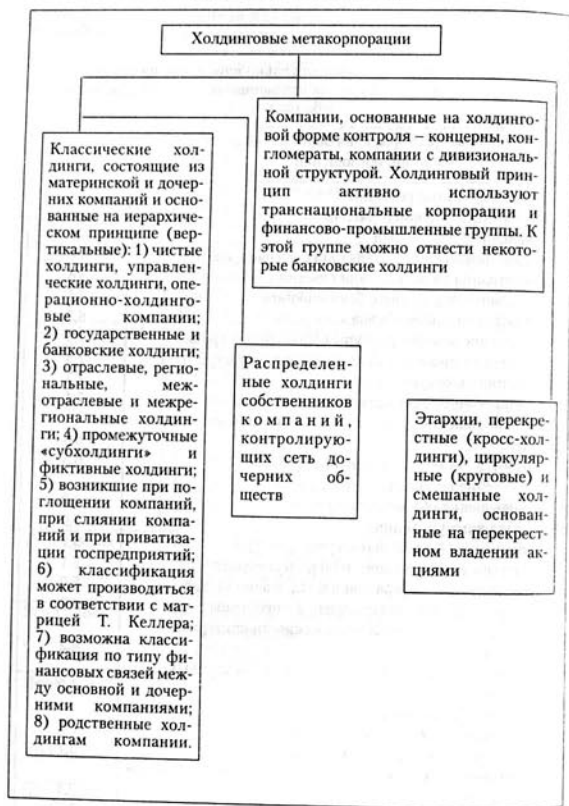 Холдинговые метакорпорации
Классические хол-
динги, состоящие из
материнской и дочер-
них компаний и осно-
ванные на иерархиче-
ском принципе (вер-
тикальные): 1) чистые
холдинги, управлен-
ческие холдинги, опе-
рационно-холдинго-
вые компании;
2) государственные и
банковские холдинги;
3) отраслевые, регио-
нальные, меж-
отраслевые и межре-
гиональные холдин-
ги; 4) промежуточные
«субхолдинги» и
фиктивные холдинги;
5) возникшие при по-
глощении компаний,
при слиянии компа-
ний и при приватиза-
ции госпредприятий;
6) классификация
может производиться
в соответствии с мат-
рицей Т. Келлера;
7) возможна класси-
фикация по типу фи-
нансовых связей меж-
ду основной и дочер-
ними компаниями;
8) родственные хол-
дингам компании.
Компании, основанные на холдинго-
вой форме контроля – концерны, кон-
гломераты, компании с дивизиональ-
ной структурой. Холдинговый прин-
цип активно используют
транснациональные корпорации и
финансово-промышленные группы. К
этой группе можно отнести некото-
рые банковские холдинги
Распределен-
ные холдинги
собственников
компаний,
контролирую-
щих сеть до-
черних об-
ществ
Этархии, перекре-
стные (кросс-хол-
динги), циркуляр-
ные (круговые) и
смешанные хол-
динги, основан-
ные на перекрест-
ном владении ак-
циями